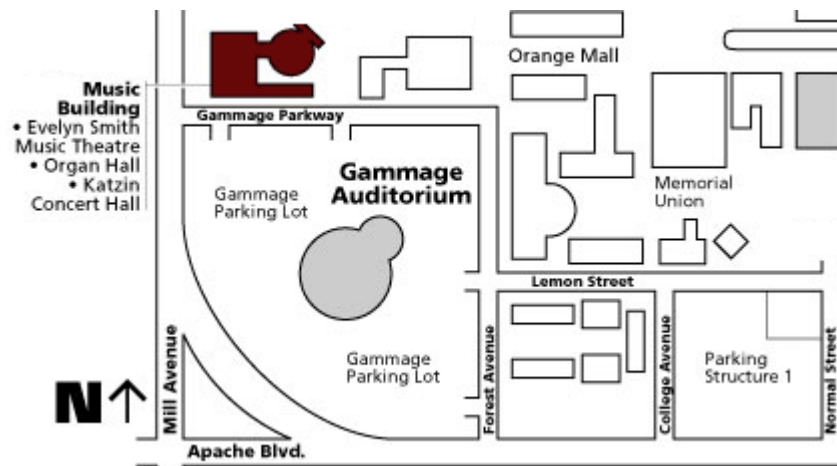 Orange Mall
Music
Building
• Evelyn Smith
Music Theatre
• Organ Hall
• Katzin
Concert Hall
Gammage Parkway
Gammage
Auditorium
Gammage
Parking Lot
Memorial
Union
Lemon Street
Gammage
Parking Lot
Mill Avenue
Forest Avenue
College Avenue
Parking
Structure 1
Normal Street
N
Apache Blvd.